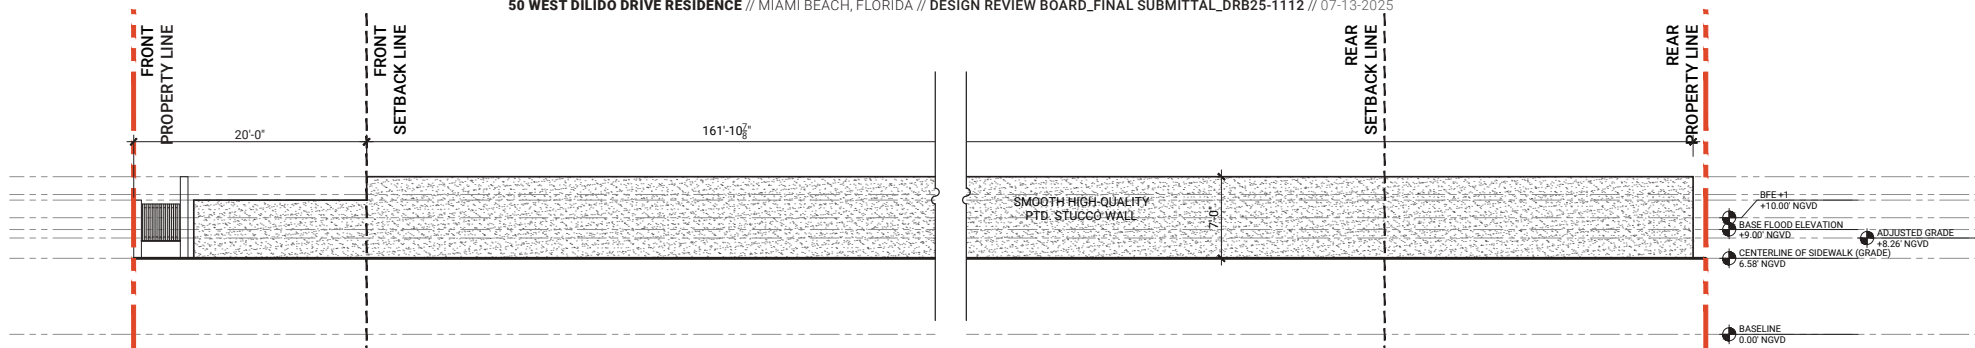 50 WEST DILIDO DRIVE RESIDENCE // MIAMI BEACH, FLORIDA // DESIGN REVIEW BOARD_FINAL SUBMITTAL_DRB25-1112 // 07-13-2025
FRONT
PROPERTY LINE
FRONT
SETBACK LINE
REAR
SETBACK LINE
REAR
PROPERTY LINE
20'-0"
161'-10⅞"
SMOOTH HIGH-QUALITY
PTD. STUCCO WALL
7'-0"
BFE +1
+10.00' NGVD
BASE FLOOD ELEVATION
+9.00' NGVD
ADJUSTED GRADE
+8.26' NGVD
CENTERLINE OF SIDEWALK (GRADE)
6.58' NGVD
BASELINE
0.00' NGVD